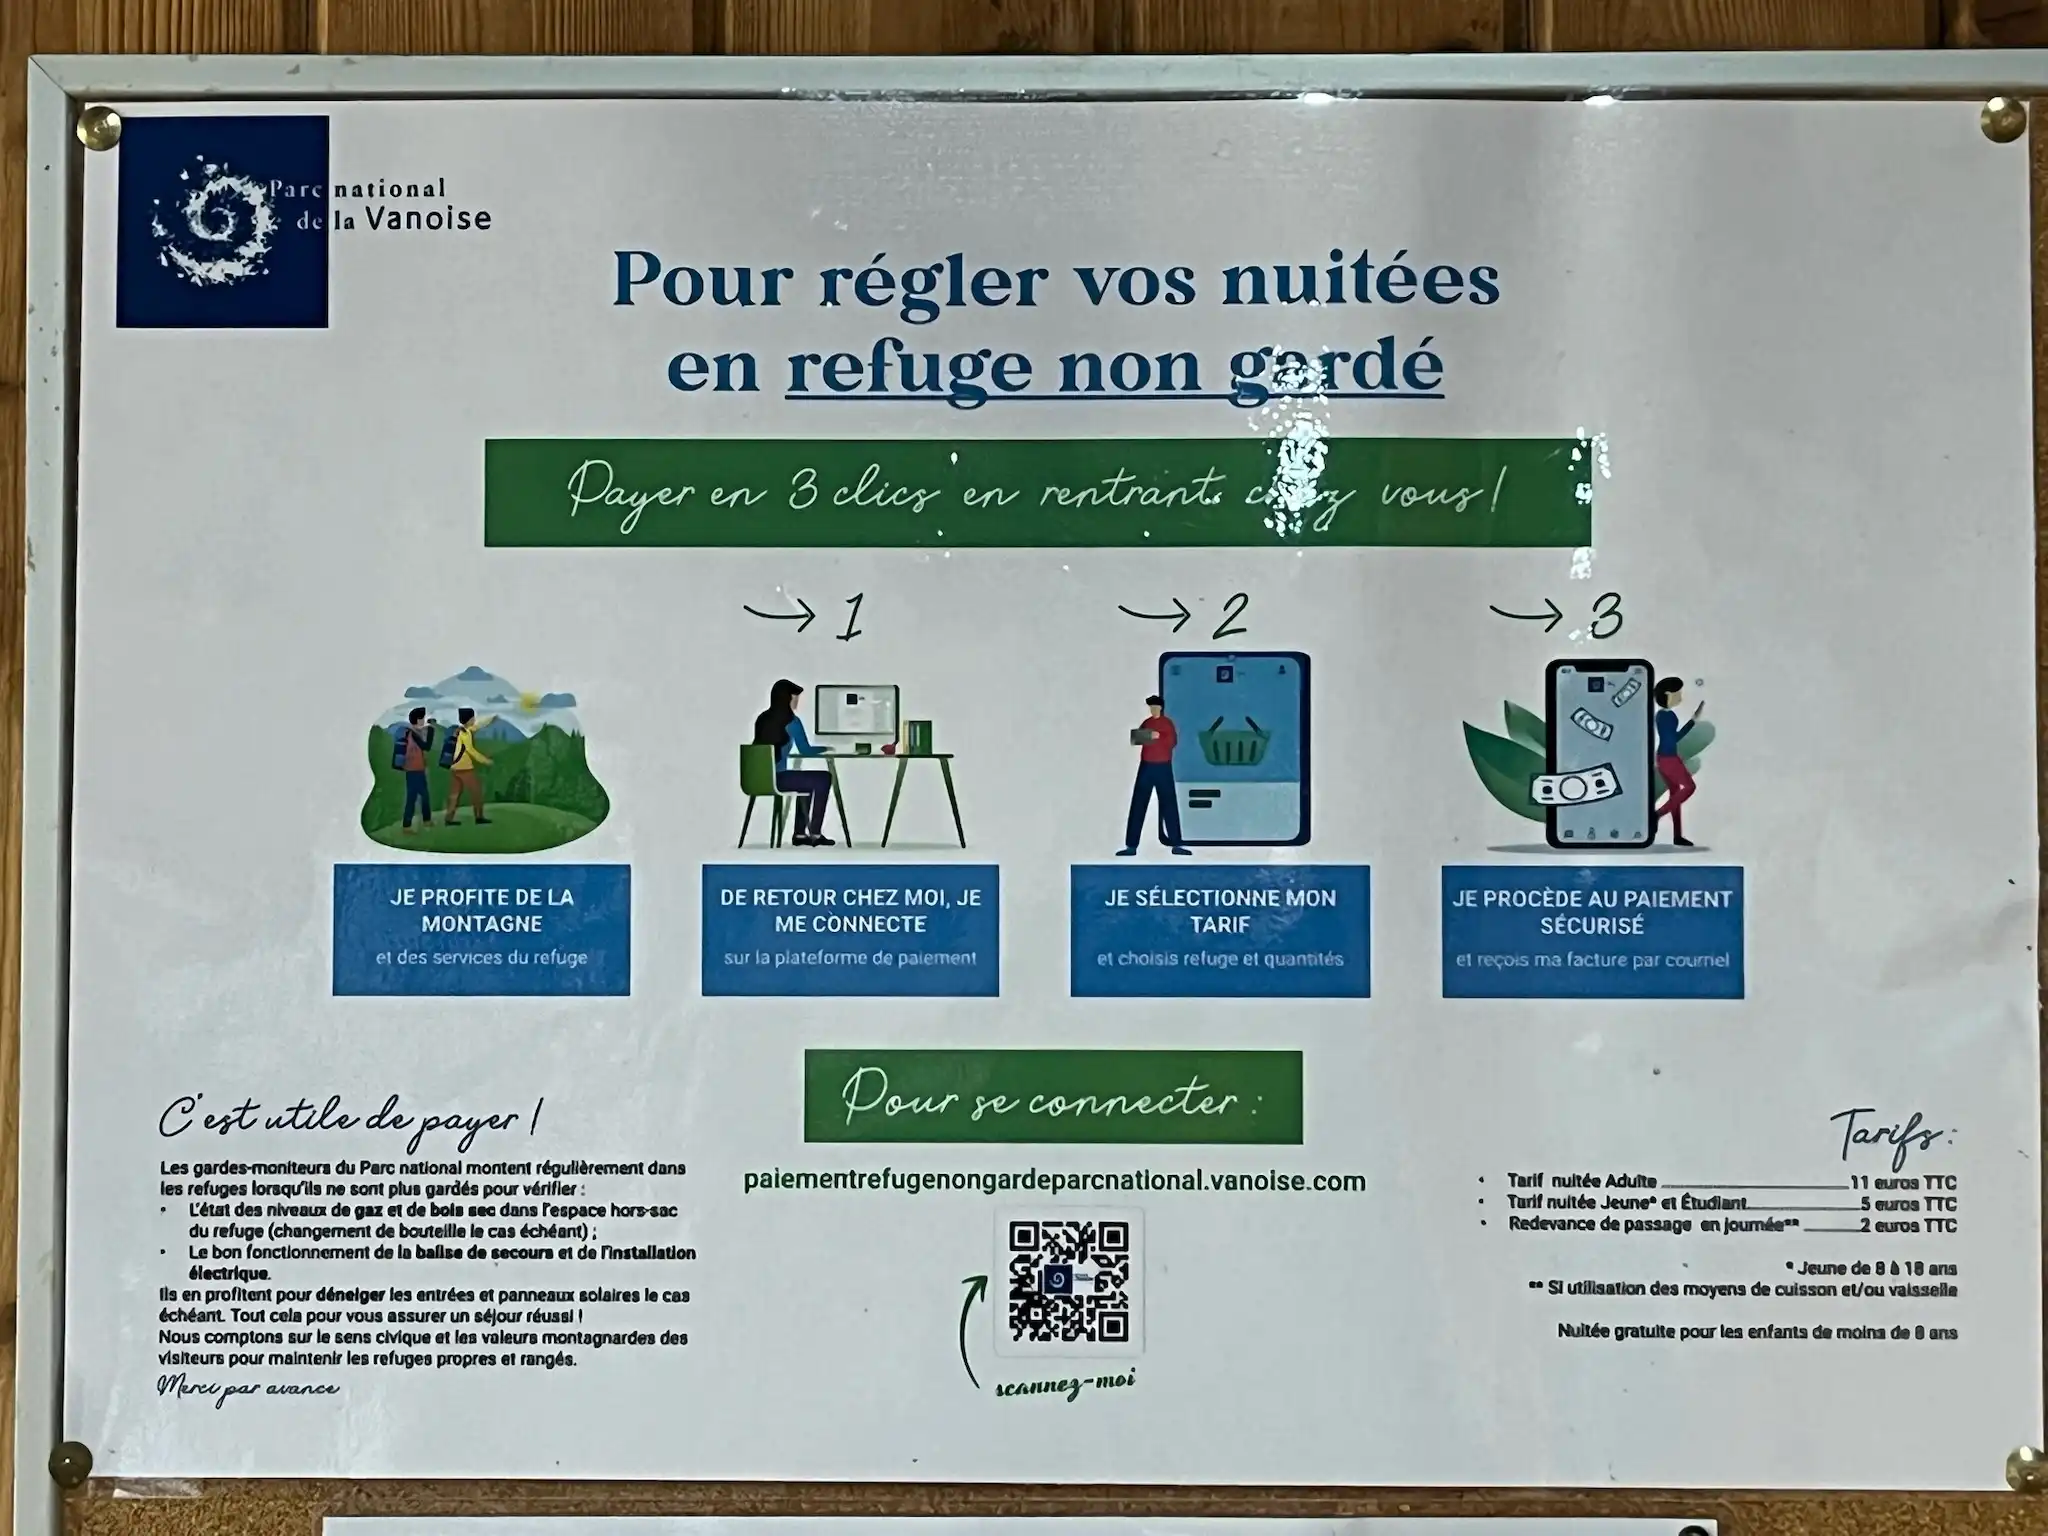 Parc national
de la Vanoise
Pour régler vos nuitées
en refuge non gardé
Payer en 3 clics en rentrant chez vous !
1
2
3
JE PROFITE DE LA
MONTAGNE
et des services du refuge
DE RETOUR CHEZ MOI, JE
ME CONNECTE
sur la plateforme de paiement
JE SÉLECTIONNE MON
TARIF
et choisis refuge et quantités
JE PROCÈDE AU PAIEMENT
SÉCURISÉ
et reçois ma facture par courriel
C'est utile de payer !
Les gardes-moniteurs du Parc national montent régulièrement dans
les refuges lorsqu'ils ne sont plus gardés pour vérifier :
• L'état des niveaux de gaz et de bois sec dans l'espace hors-sac
du refuge (changement de bouteille le cas échéant) ;
• Le bon fonctionnement de la balise de secours et de l'installation
électrique.
Ils en profitent pour déneiger les entrées et panneaux solaires le cas
échéant. Tout cela pour vous assurer un séjour réussi !
Nous comptons sur le sens civique et les valeurs montagnardes des
visiteurs pour maintenir les refuges propres et rangés.
Merci par avance
Pour se connecter :
paiementrefugenongardeparcnational.vanoise.com
scannez-moi
Tarifs :
• Tarif nuitée Adulte 11 euros TTC
• Tarif nuitée Jeune* et Étudiant 5 euros TTC
• Redevance de passage en journée** 2 euros TTC
* Jeune de 8 à 18 ans
** Si utilisation des moyens de cuisson et/ou vaisselle
Nuitée gratuite pour les enfants de moins de 8 ans